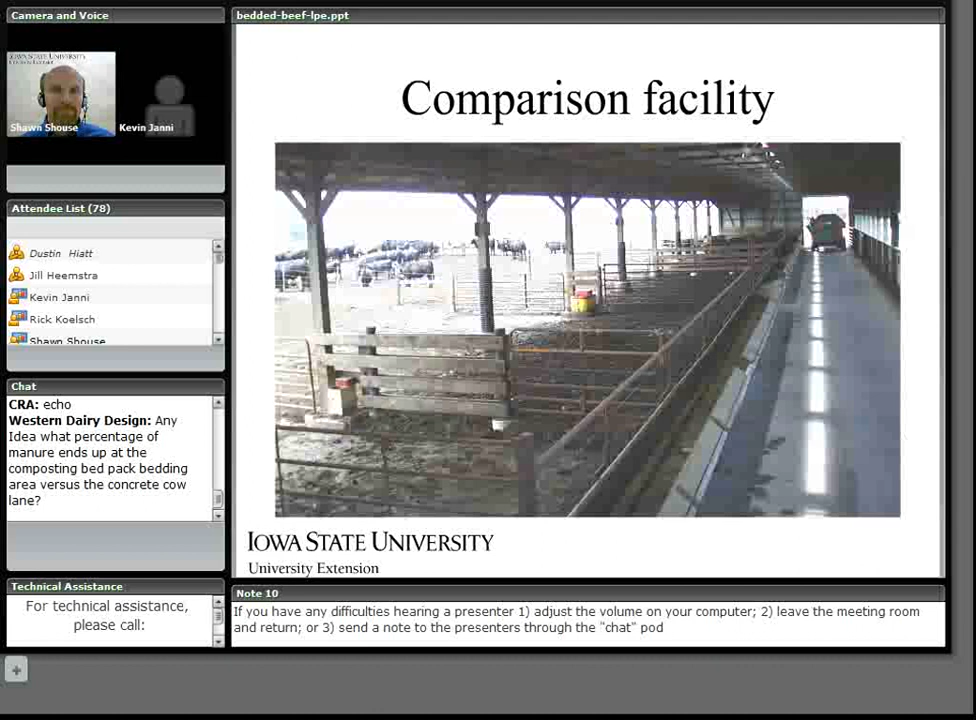 Camera and Voice
IOWA STATE UNIVERSITY
Shawn Shouse
Kevin Janni
Attendee List (78)
Dustin Hiatt
Jill Heemstra
Kevin Janni
Rick Koelsch
Shawn Shouse
Chat
CRA: echo
Western Dairy Design: Any
Idea what percentage of
manure ends up at the
composting bed pack bedding
area versus the concrete cow
lane?
Technical Assistance
For technical assistance,
please call:
bedded-beef-lpe.ppt
Comparison facility
IOWA STATE UNIVERSITY
University Extension
Note 10
If you have any difficulties hearing a presenter 1) adjust the volume on your computer; 2) leave the meeting room
and return; or 3) send a note to the presenters through the "chat" pod